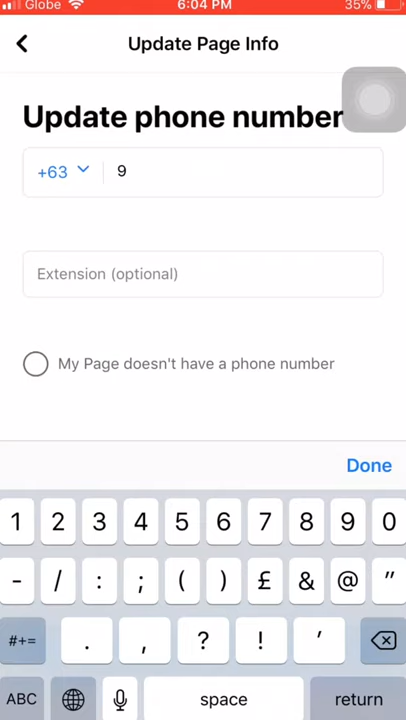 Globe 6:04 PM 35%
Update Page Info
Update phone number
+63 9
Extension (optional)
My Page doesn't have a phone number
Done
1 2 3 4 5 6 7 8 9 0
- / : ; ( ) £ & @ "
#+= . , ? ! '
ABC space return